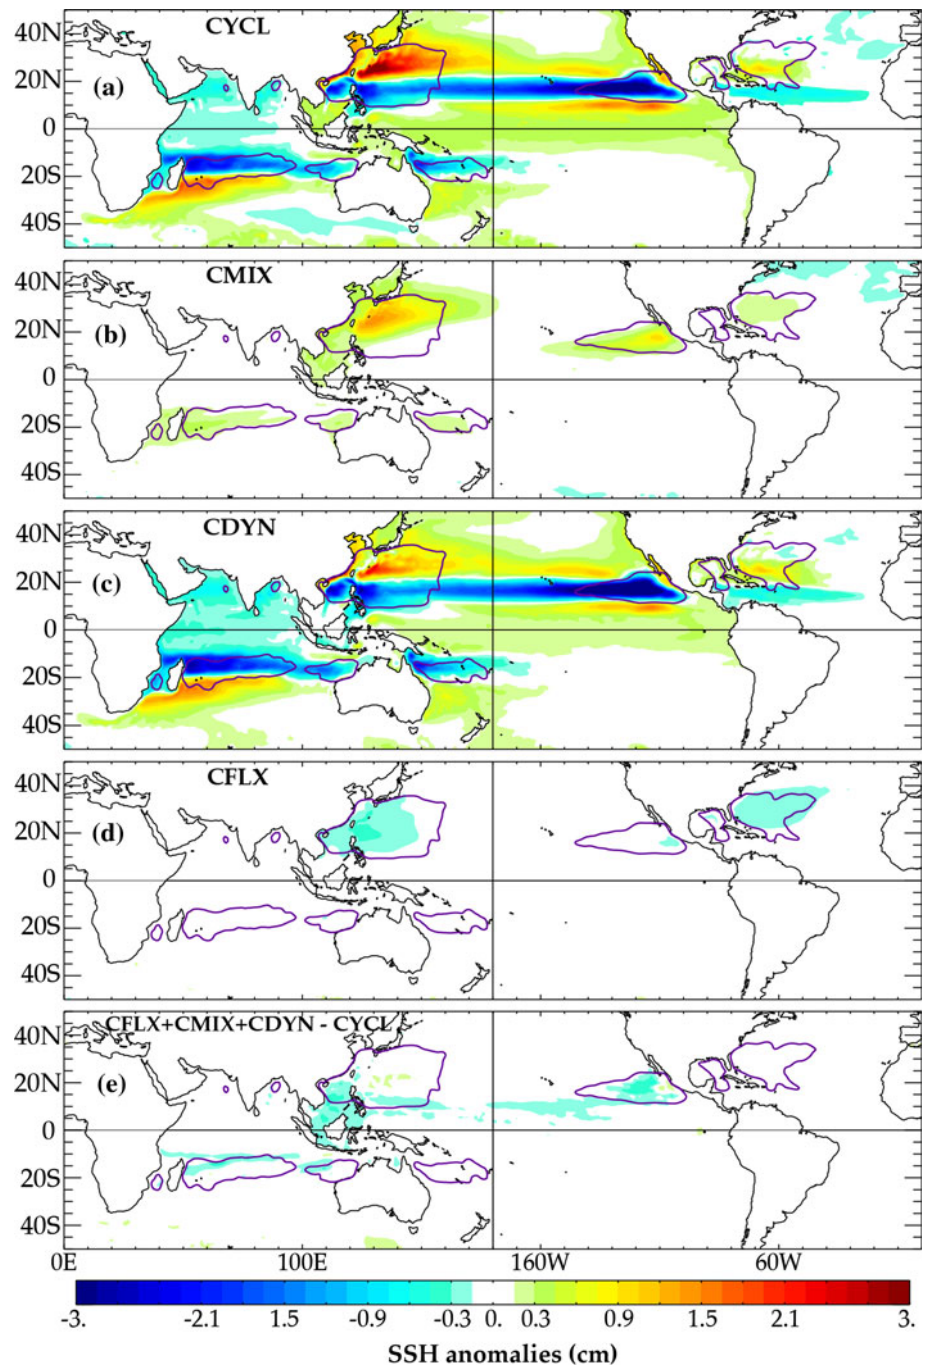 40N
CYCL
20N
(a)
0
20S
40S
40N
CMIX
20N
(b)
0
20S
40S
40N
CDYN
20N
(c)
0
20S
40S
40N
CFLX
20N
(d)
0
20S
40S
40N
CFLX+CMIX+CDYN - CYCL
20N
(e)
0
20S
40S
0E 100E 160W 60W
-3. -2.1 1.5 -0.9 -0.3 0. 0.3 0.9 1.5 2.1 3.
SSH anomalies (cm)